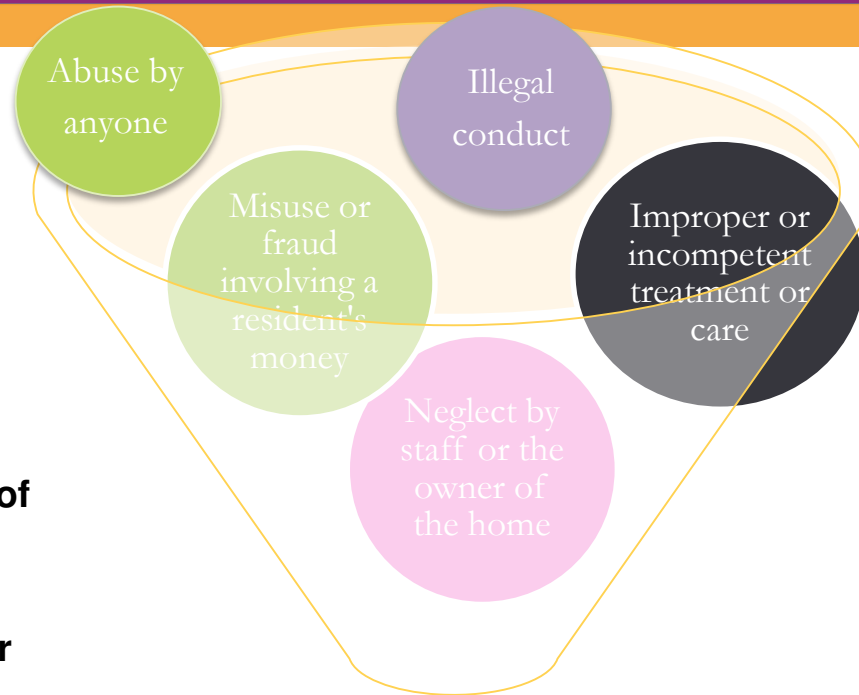 Abuse by
anyone
Illegal
conduct
Misuse or
fraud
involving a
resident's
money
Improper or
incompetent
treatment or
care
Neglect by
staff or the
owner of
the home
of
r